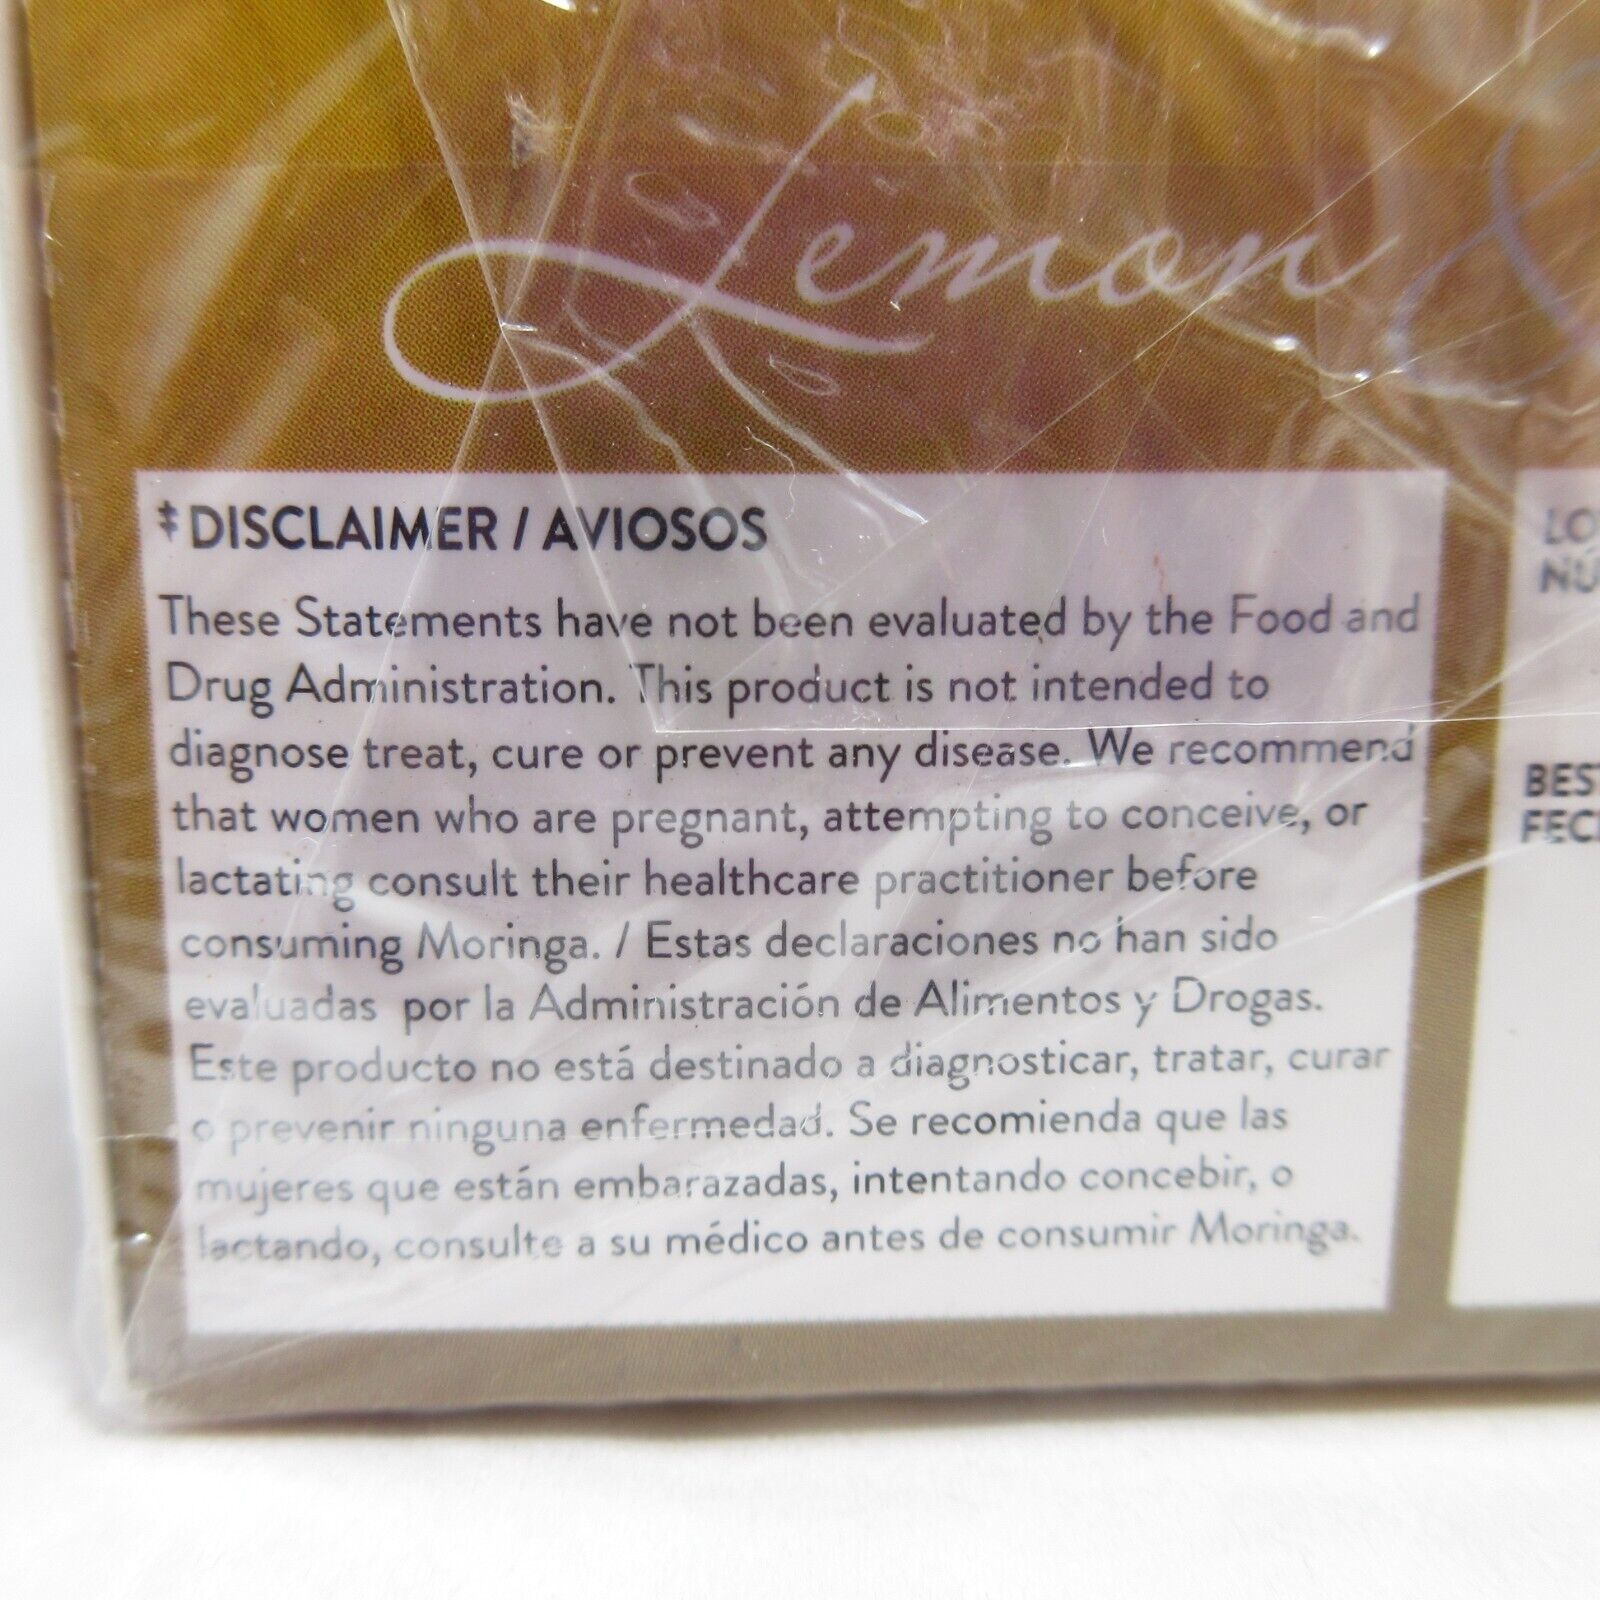 Lemon &
‡DISCLAIMER / AVIOSOS
These Statements have not been evaluated by the Food and
Drug Administration. This product is not intended to
diagnose treat, cure or prevent any disease. We recommend
that women who are pregnant, attempting to conceive, or
lactating consult their healthcare practitioner before
consuming Moringa. / Estas declaraciones no han sido
evaluadas por la Administración de Alimentos y Drogas.
Este producto no está destinado a diagnosticar, tratar, curar
o prevenir ninguna enfermedad. Se recomienda que las
mujeres que están embarazadas, intentando concebir, o
lactando, consulte a su médico antes de consumir Moringa.
LO
NÚ
BEST
FECH